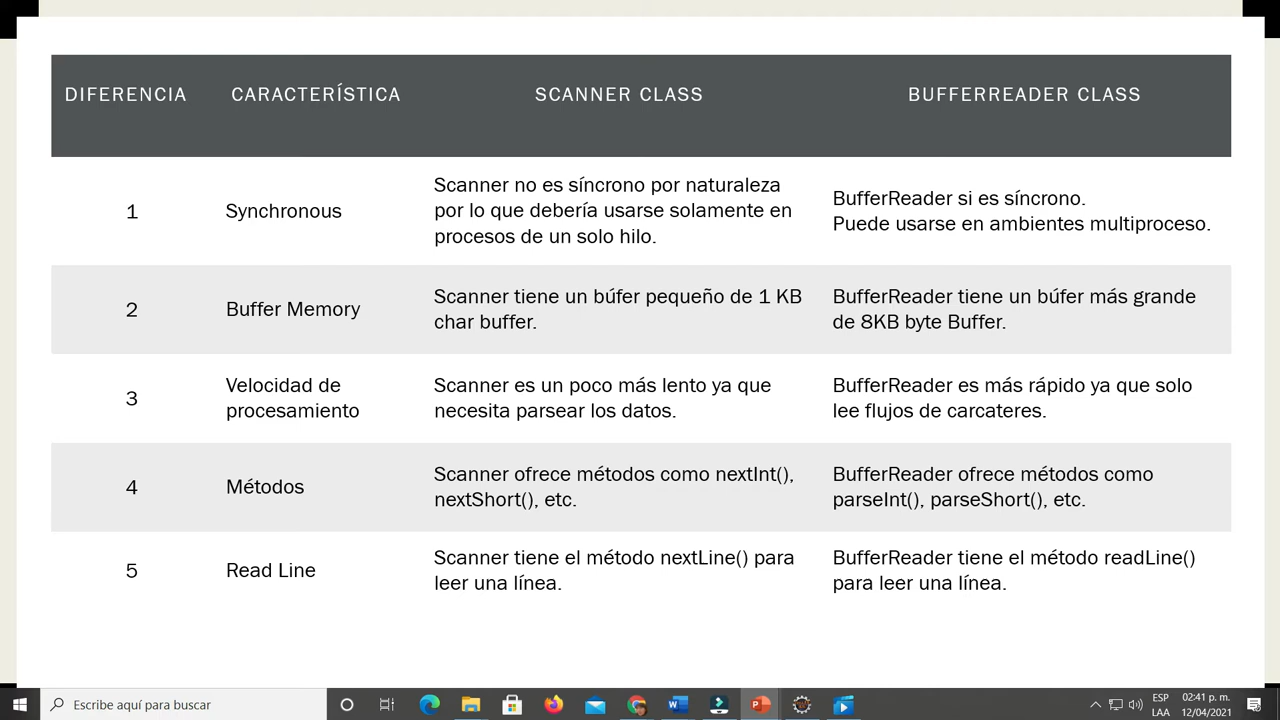 DIFERENCIA
CARACTERÍSTICA
SCANNER CLASS
BUFFERREADER CLASS
1
Synchronous
Scanner no es síncrono por naturaleza
por lo que debería usarse solamente en
procesos de un solo hilo.
BufferReader si es síncrono.
Puede usarse en ambientes multiproceso.
2
Buffer Memory
Scanner tiene un búfer pequeño de 1 KB
char buffer.
BufferReader tiene un búfer más grande
de 8KB byte Buffer.
3
Velocidad de
procesamiento
Scanner es un poco más lento ya que
necesita parsear los datos.
BufferReader es más rápido ya que solo
lee flujos de carcateres.
4
Métodos
Scanner ofrece métodos como nextInt(),
nextShort(), etc.
BufferReader ofrece métodos como
parseInt(), parseShort(), etc.
5
Read Line
Scanner tiene el método nextLine() para
leer una línea.
BufferReader tiene el método readLine()
para leer una línea.
Escribe aquí para buscar
ESP
LAA
02:41 p. m.
12/04/2021